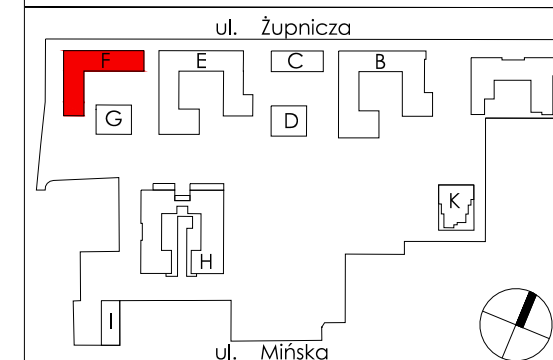 ul. Żupnicza
F E C B
G D
K
H
I
ul. Mińska